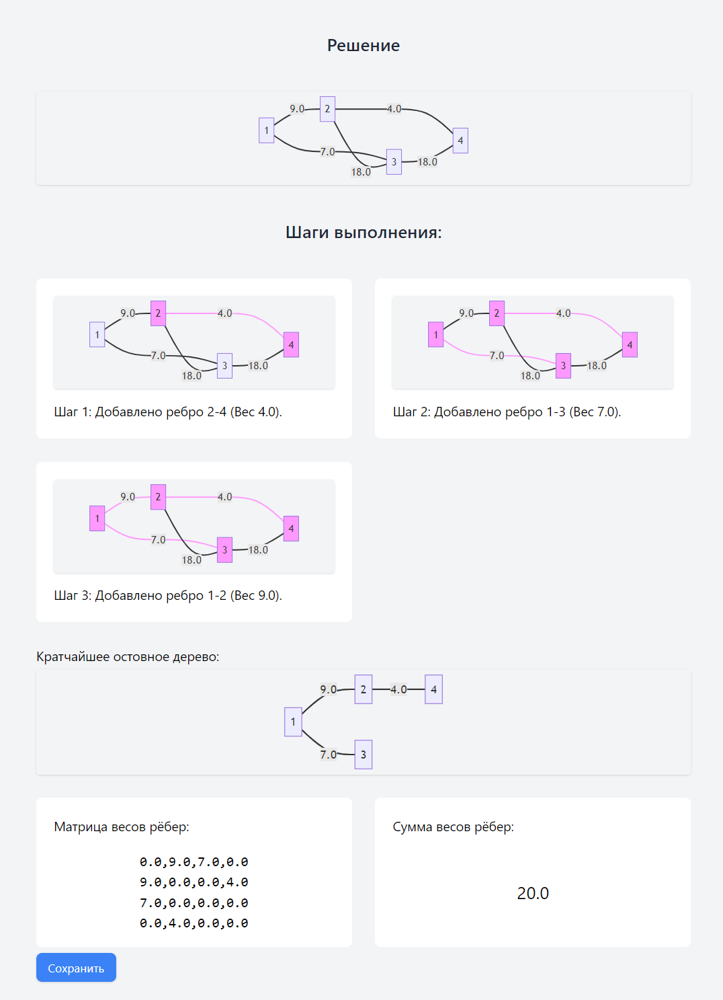 Решение
9.0 2 4.0
1
4
7.0
3 18.0
18.0
Шаги выполнения:
9.0 2 4.0
1
4
7.0
3 18.0
18.0
Шаг 1: Добавлено ребро 2-4 (Вес 4.0).
9.0 2 4.0
1
4
7.0
3 18.0
18.0
Шаг 2: Добавлено ребро 1-3 (Вес 7.0).
9.0 2 4.0
1
4
7.0
3 18.0
18.0
Шаг 3: Добавлено ребро 1-2 (Вес 9.0).
Кратчайшее остовное дерево:
9.0 2 4.0 4
1
7.0 3
Матрица весов рёбер:
0.0,9.0,7.0,0.0
9.0,0.0,0.0,4.0
7.0,0.0,0.0,0.0
0.0,4.0,0.0,0.0
Сумма весов рёбер:
20.0
Сохранить